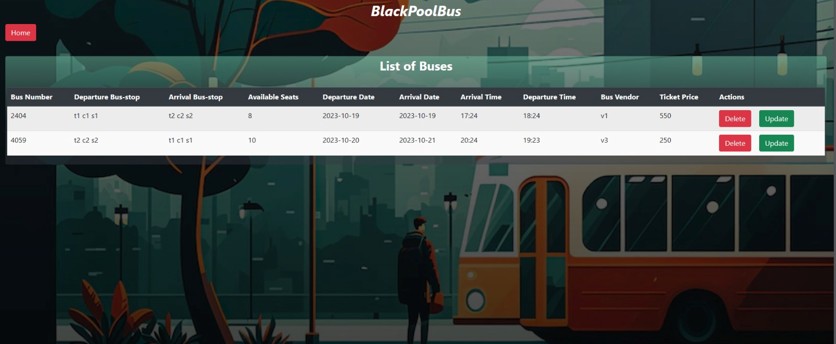 BlackPoolBus
Home
List of Buses
Bus Number Departure Bus-stop Arrival Bus-stop Available Seats Departure Date Arrival Date Arrival Time Departure Time Bus Vendor Ticket Price Actions
2404 t1 c1 s1 t2 c2 s2 8 2023-10-19 2023-10-19 17:24 18:24 v1 550 Delete Update
4059 t2 c2 s2 t1 c1 s1 10 2023-10-20 2023-10-21 20:24 19:23 v3 250 Delete Update